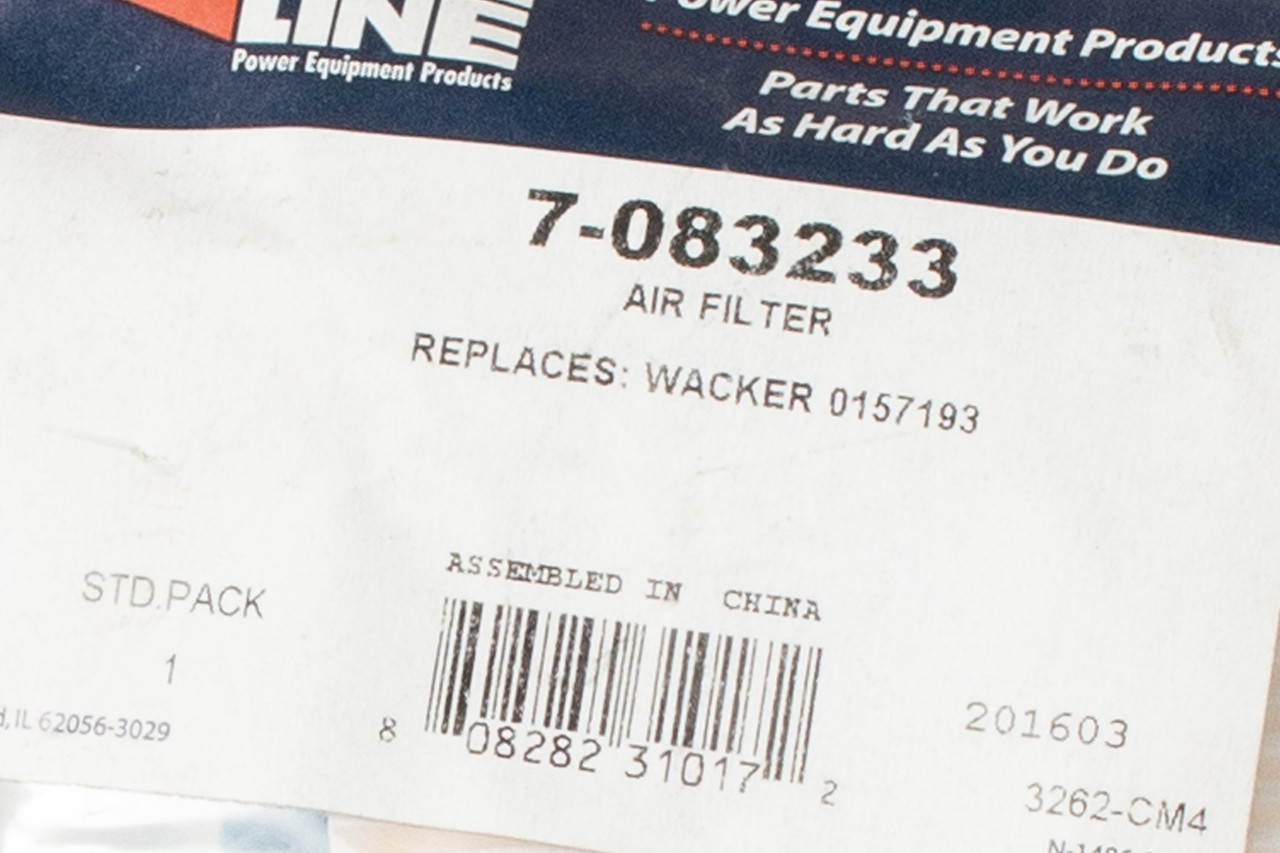 LINE
Power Equipment Products
Power Equipment Products
Parts That Work
As Hard As You Do
7-083233
AIR FILTER
REPLACES: WACKER 0157193
ASSEMBLED IN CHINA
STD.PACK
1
IL 62056-3029
8 08282 31017 2
201603
3262-CM4